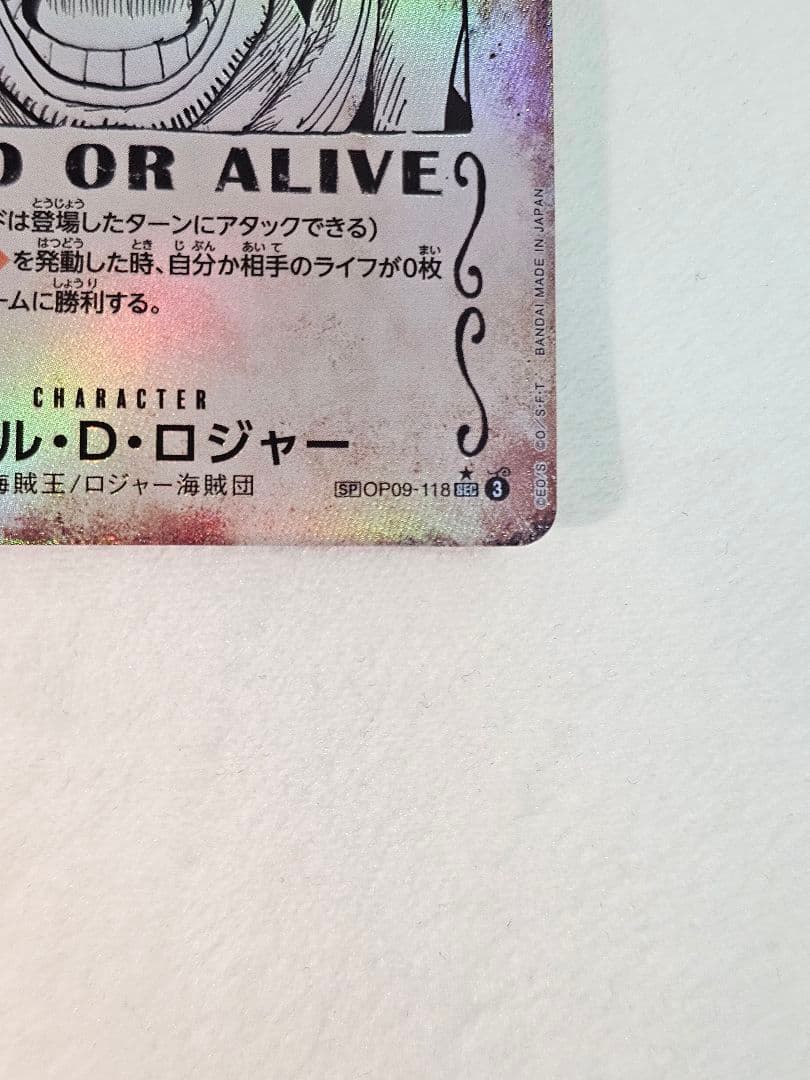 D OR ALIVE
とうじょう
ドは登場したターンにアタックできる)
はつどう とき じぶん あいて まい
を発動した時、自分か相手のライフが0枚
しょうり
ームに勝利する。
CHARACTER
ル・D・ロジャー
海賊王/ロジャー海賊団
SP OP09-118 SEC 3
©E.O/S. ©O/S・F・T BANDAI MADE IN JAPAN